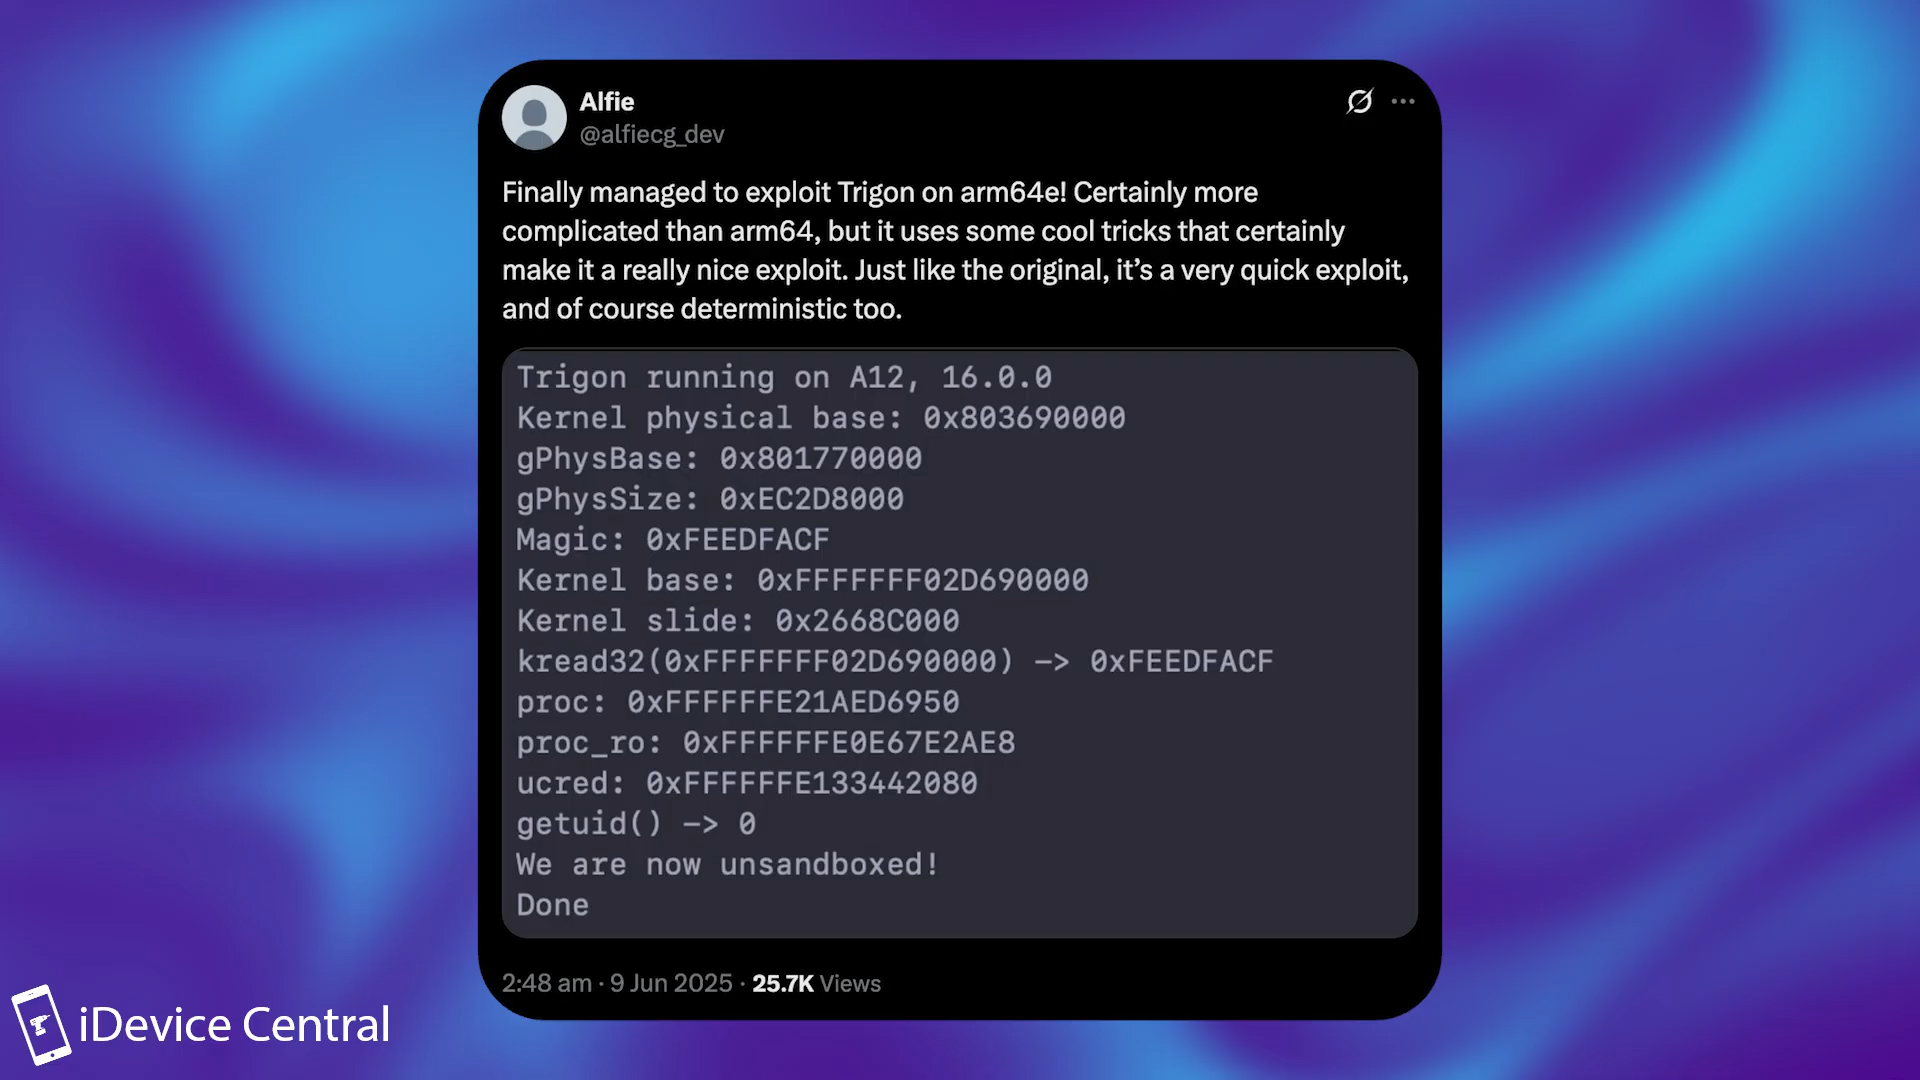 Alfie
@alfiecg_dev
Finally managed to exploit Trigon on arm64e! Certainly more
complicated than arm64, but it uses some cool tricks that certainly
make it a really nice exploit. Just like the original, it’s a very quick exploit,
and of course deterministic too.
Trigon running on A12, 16.0.0
Kernel physical base: 0x803690000
gPhysBase: 0x801770000
gPhysSize: 0xEC2D8000
Magic: 0xFEEDFACF
Kernel base: 0xFFFFFFF02D690000
Kernel slide: 0x2668C000
kread32(0xFFFFFFF02D690000) —> 0xFEEDFACF
proc: 0xFFFFFFE21AED6950
proc_ro: 0xFFFFFFE0E67E2AE8
ucred: 0xFFFFFFE133442080
getuid() —> 0
We are now unsandboxed!
Done
2:48 am · 9 Jun 2025 · 25.7K Views
iDevice Central